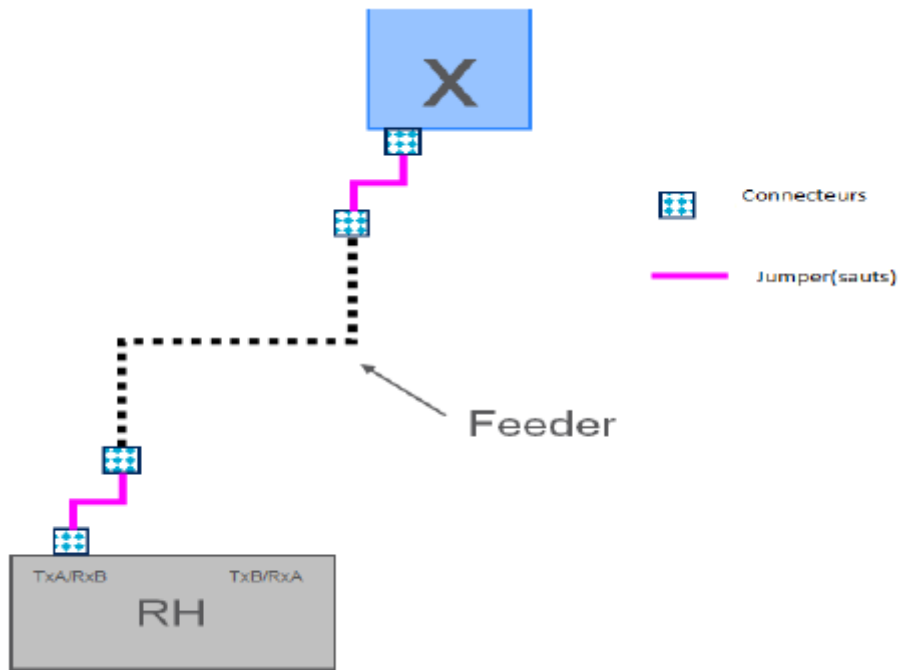 X
Connecteurs
Jumper(sauts)
Feeder
TxA/RxB TxB/RxA
RH